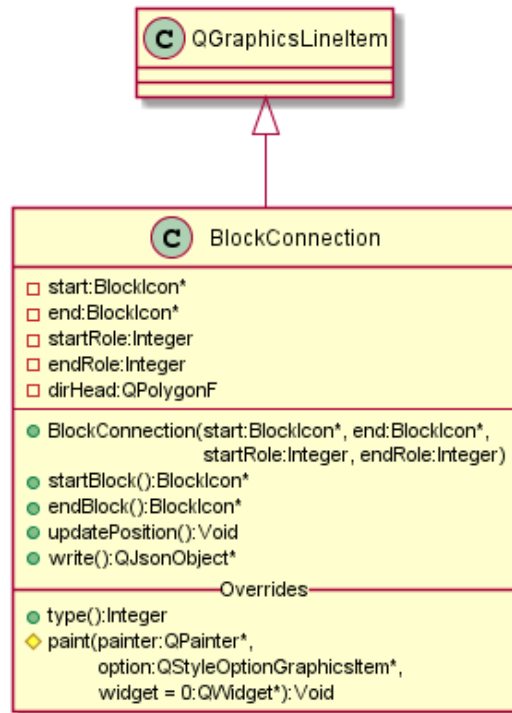 C QGraphicsLineItem
C BlockConnection
start:BlockIcon*
end:BlockIcon*
startRole:Integer
endRole:Integer
dirHead:QPolygonF
BlockConnection(start:BlockIcon*, end:BlockIcon*,
startRole:Integer, endRole:Integer)
startBlock():BlockIcon*
endBlock():BlockIcon*
updatePosition():Void
write():QJsonObject*
Overrides
type():Integer
paint(painter:QPainter*,
option:QStyleOptionGraphicsItem*,
widget = 0:QWidget*):Void